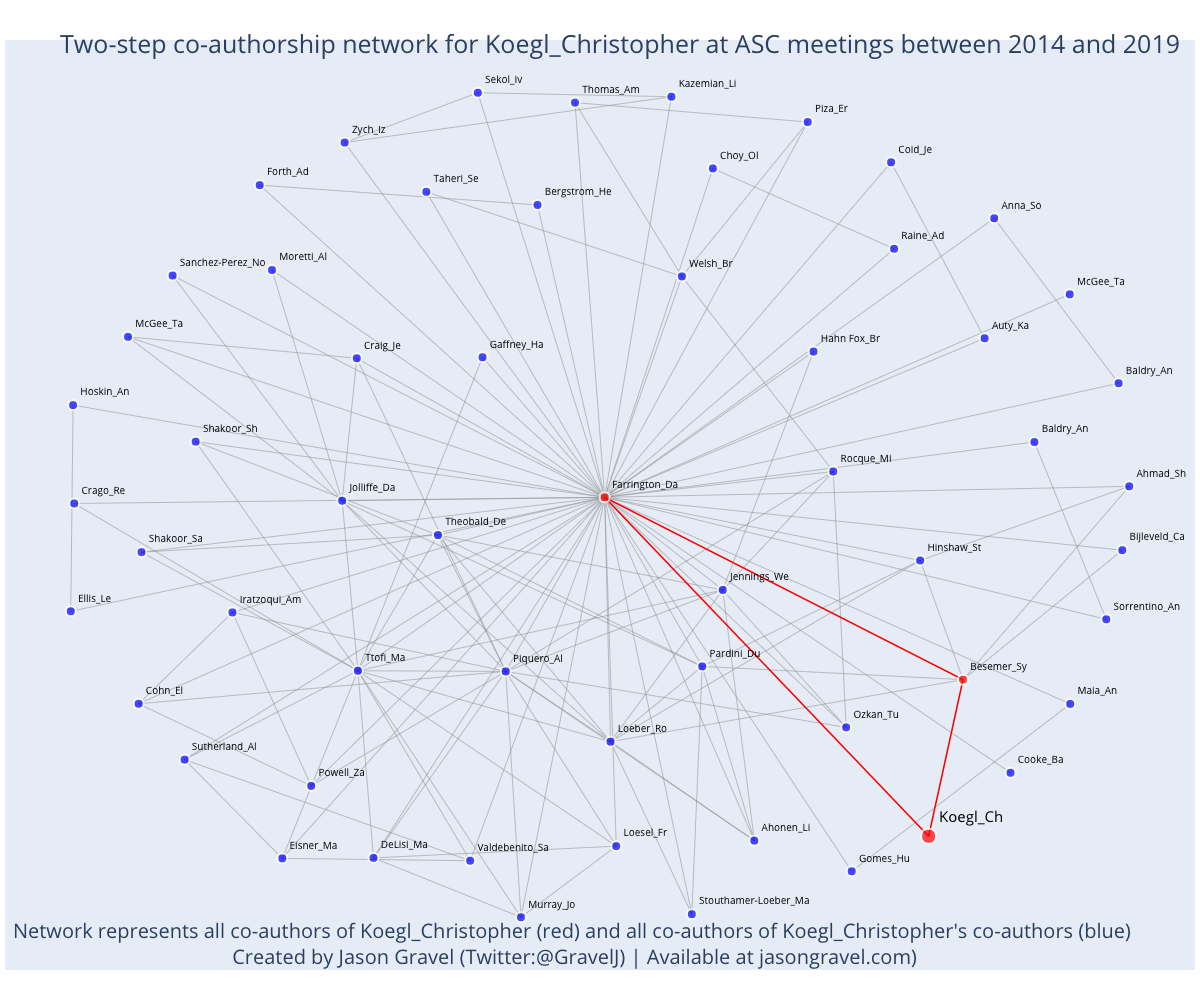 Two-step co-authorship network for Koegl_Christopher at ASC meetings between 2014 and 2019
Sekol_Iv
Thomas_Am
Kazemian_Li
Piza_Er
Zych_Iz
Choy_Ol
Coid_Je
Forth_Ad
Taheri_Se
Bergstrom_He
Anna_So
Raine_Ad
Sanchez-Perez_No
Moretti_Al
Welsh_Br
McGee_Ta
McGee_Ta
Craig_Je
Gaffney_Ha
Hahn Fox_Br
Auty_Ka
Baldry_An
Hoskin_An
Shakoor_Sh
Baldry_An
Rocque_Mi
Ahmad_Sh
Crago_Re
Jolliffe_Da
Farrington_Da
Theobald_De
Shakoor_Sa
Hinshaw_St
Bijleveld_Ca
Jennings_We
Ellis_Le
Iratzoqui_Am
Sorrentino_An
Ttofi_Ma
Piquero_Al
Pardini_Du
Besemer_Sy
Cohn_El
Maia_An
Ozkan_Tu
Loeber_Ro
Sutherland_Al
Powell_Za
Cooke_Ba
Koegl_Ch
Eisner_Ma
DeLisi_Ma
Valdebenito_Sa
Loesel_Fr
Ahonen_Li
Gomes_Hu
Murray_Jo
Stouthamer-Loeber_Ma
Network represents all co-authors of Koegl_Christopher (red) and all co-authors of Koegl_Christopher's co-authors (blue)
Created by Jason Gravel (Twitter:@GravelJ) | Available at jasongravel.com)